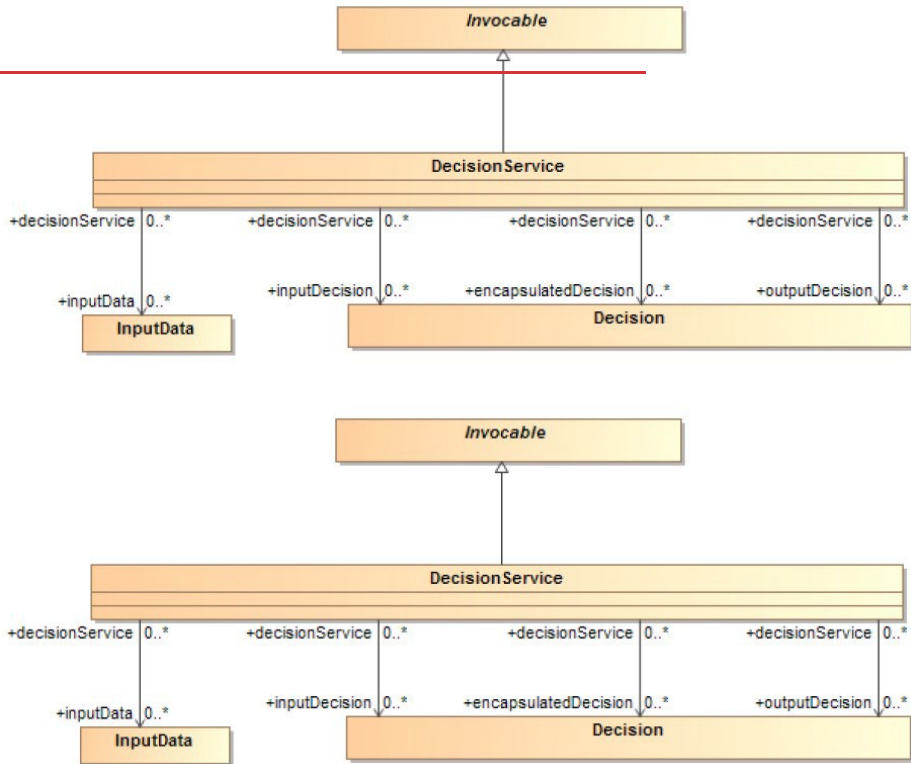 Invocable
DecisionService
+decisionService 0..* +decisionService 0..* +decisionService 0..* +decisionService 0..*
+inputData 0..* +inputDecision 0..* +encapsulatedDecision 0..* +outputDecision 0..*
InputData Decision
Invocable
DecisionService
+decisionService 0..* +decisionService 0..* +decisionService 0..* +decisionService 0..*
+inputData 0..* +inputDecision 0..* +encapsulatedDecision 0..* +outputDecision 0..*
InputData Decision